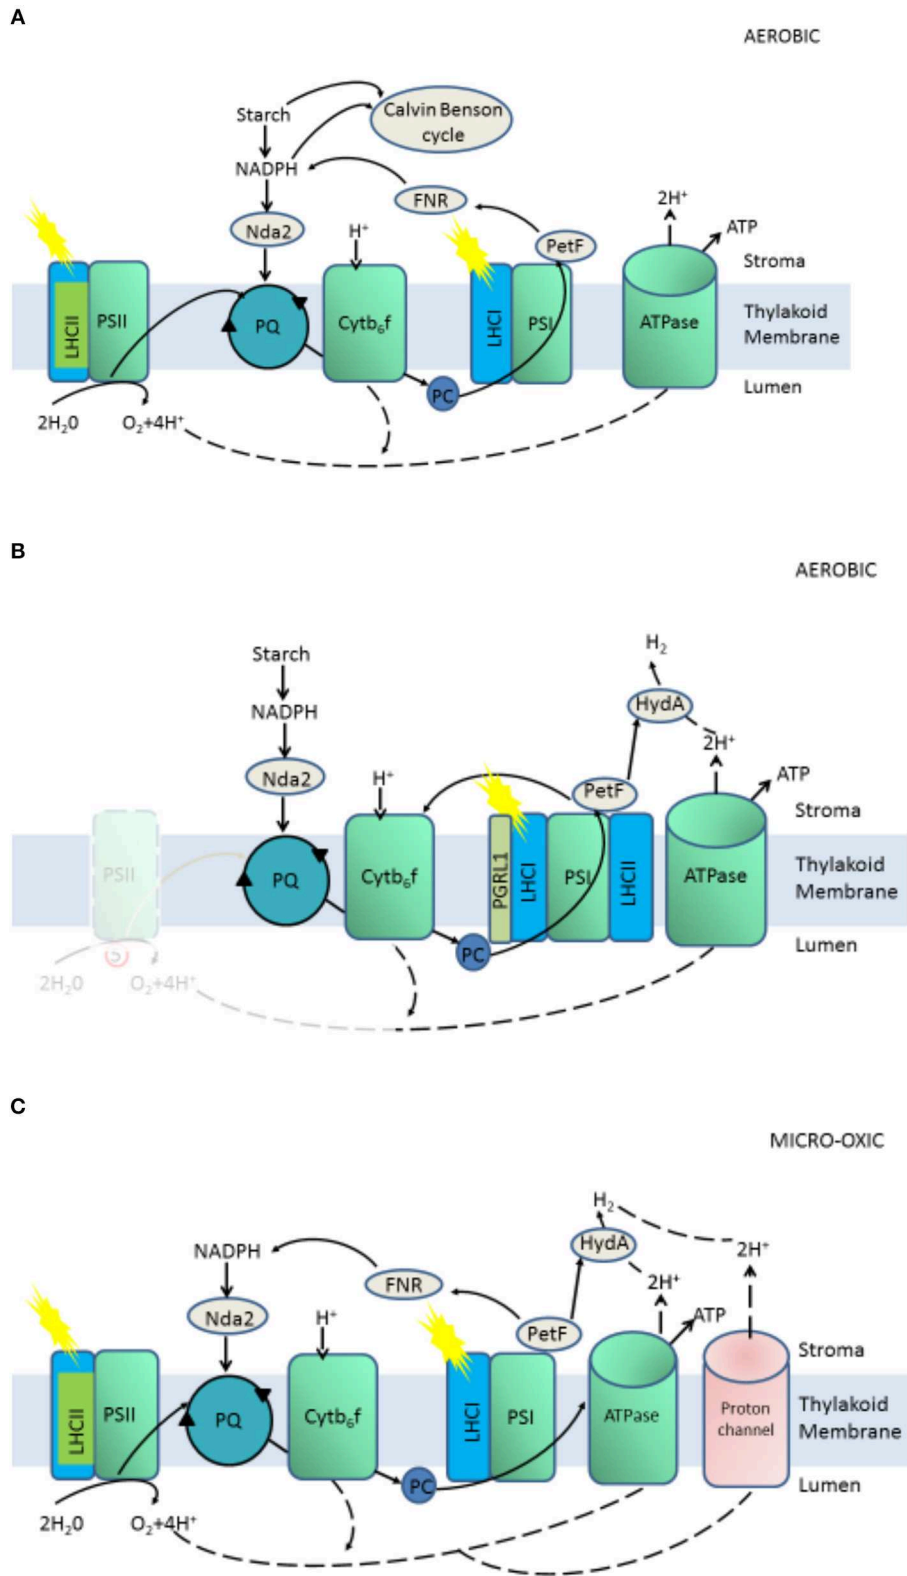 A
AEROBIC
Starch
Calvin Benson
cycle
NADPH
FNR
2H⁺
ATP
Nda2
H⁺
PetF
Stroma
LHCII
PSII
PQ
Cytb₆f
LHCI
PSI
ATPase
Thylakoid
Membrane
PC
Lumen
2H₂0
O₂+4H⁺
B
AEROBIC
H₂
Starch
HydA
NADPH
2H⁺
Nda2
H⁺
PetF
ATP
Stroma
PSII
PQ
Cytb₆f
PGRL1
LHCI
PSI
LHCII
ATPase
Thylakoid
Membrane
PC
Lumen
S
2H₂0
O₂+4H⁺
C
MICRO-OXIC
H₂
NADPH
HydA
2H⁺
FNR
2H⁺
Nda2
H⁺
PetF
ATP
Stroma
LHCII
PSII
PQ
Cytb₆f
LHCI
PSI
ATPase
Proton
channel
Thylakoid
Membrane
PC
Lumen
2H₂0
O₂+4H⁺